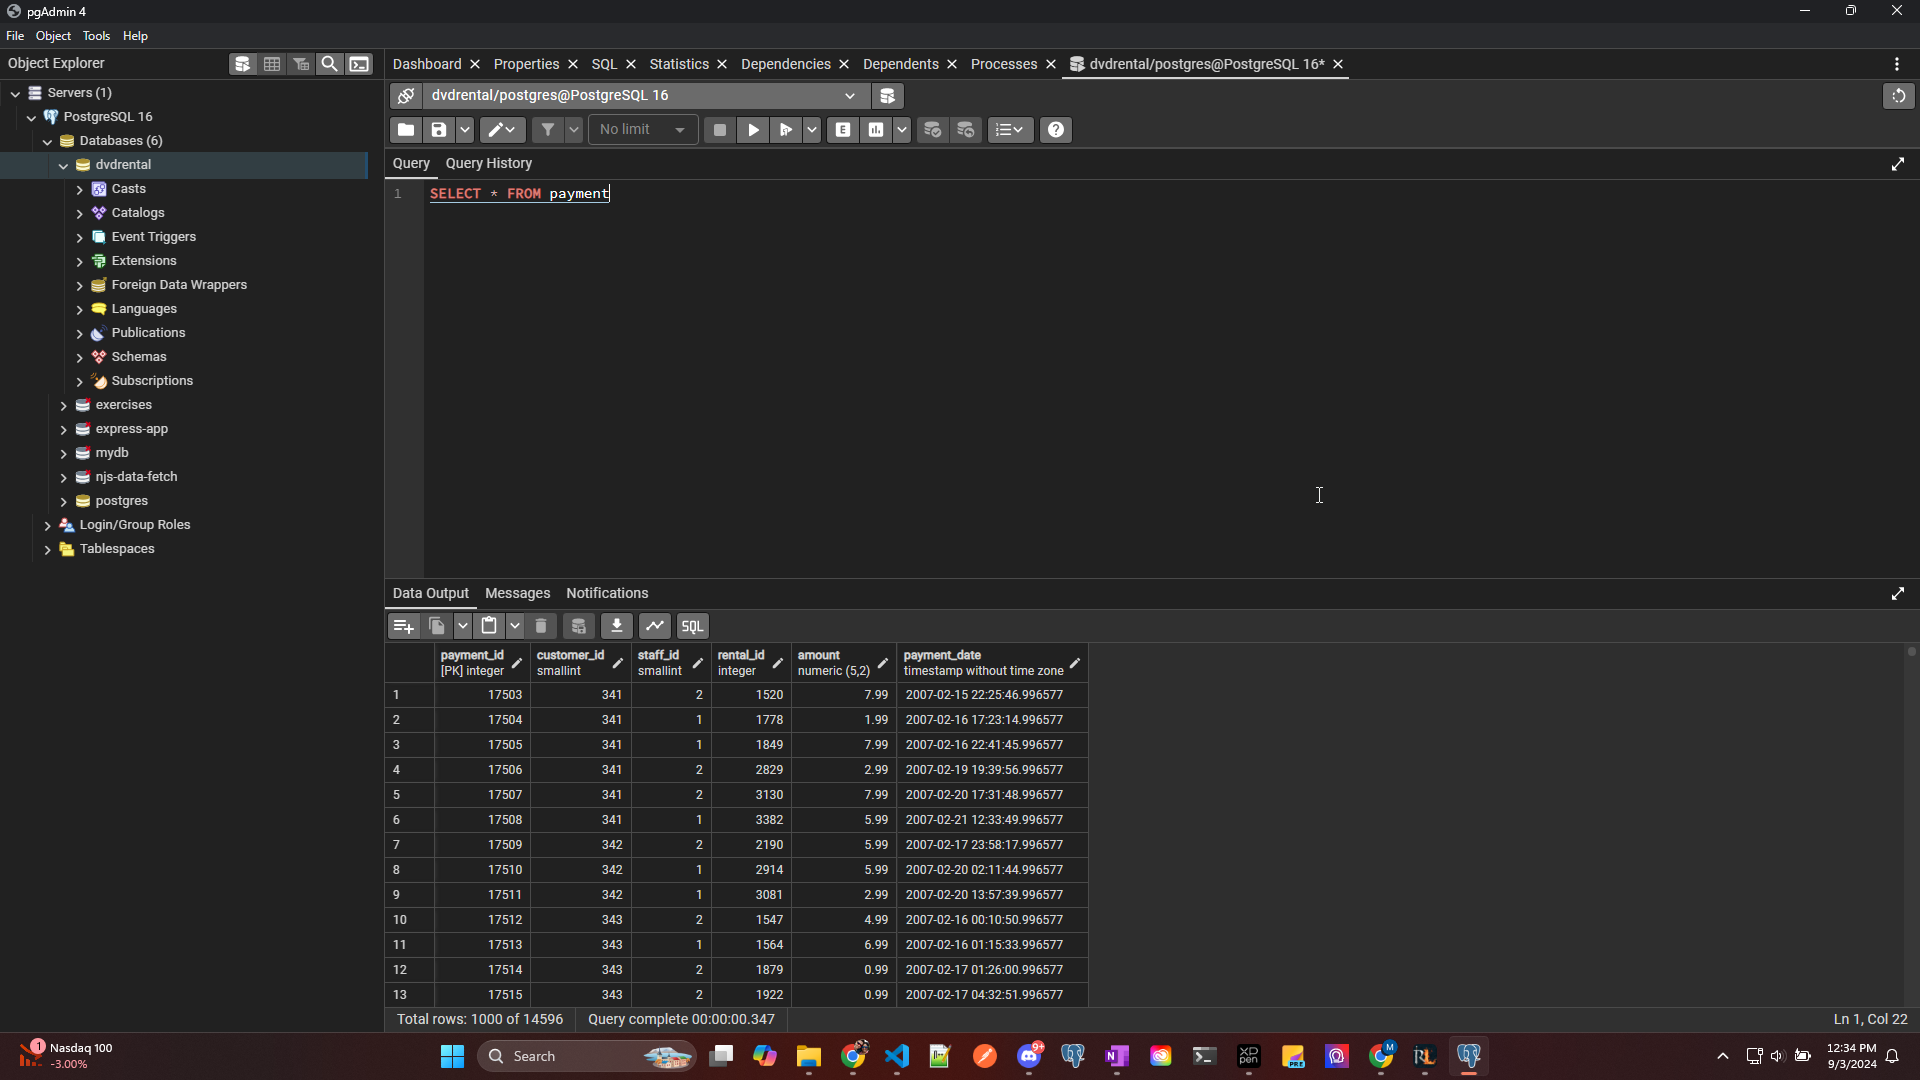 pgAdmin 4
File Object Tools Help
Object Explorer
Dashboard Properties SQL Statistics Dependencies Dependents Processes dvdrental/postgres@PostgreSQL 16*
Servers (1)
PostgreSQL 16
Databases (6)
dvdrental
Casts
Catalogs
Event Triggers
Extensions
Foreign Data Wrappers
Languages
Publications
Schemas
Subscriptions
exercises
express-app
mydb
njs-data-fetch
postgres
Login/Group Roles
Tablespaces
dvdrental/postgres@PostgreSQL 16
No limit
E
Query Query History
1 SELECT * FROM payment
Data Output Messages Notifications
SQL
payment_id customer_id staff_id rental_id amount payment_date
[PK] integer smallint smallint integer numeric (5,2) timestamp without time zone
1 17503 341 2 1520 7.99 2007-02-15 22:25:46.996577
2 17504 341 1 1778 1.99 2007-02-16 17:23:14.996577
3 17505 341 1 1849 7.99 2007-02-16 22:41:45.996577
4 17506 341 2 2829 2.99 2007-02-19 19:39:56.996577
5 17507 341 2 3130 7.99 2007-02-20 17:31:48.996577
6 17508 341 1 3382 5.99 2007-02-21 12:33:49.996577
7 17509 342 2 2190 5.99 2007-02-17 23:58:17.996577
8 17510 342 1 2914 5.99 2007-02-20 02:11:44.996577
9 17511 342 1 3081 2.99 2007-02-20 13:57:39.996577
10 17512 343 2 1547 4.99 2007-02-16 00:10:50.996577
11 17513 343 1 1564 6.99 2007-02-16 01:15:33.996577
12 17514 343 2 1879 0.99 2007-02-17 01:26:00.996577
13 17515 343 2 1922 0.99 2007-02-17 04:32:51.996577
Total rows: 1000 of 14596 Query complete 00:00:00.347 Ln 1, Col 22
1 Nasdaq 100
-3.00%
Search
9+
M
12:34 PM
9/3/2024